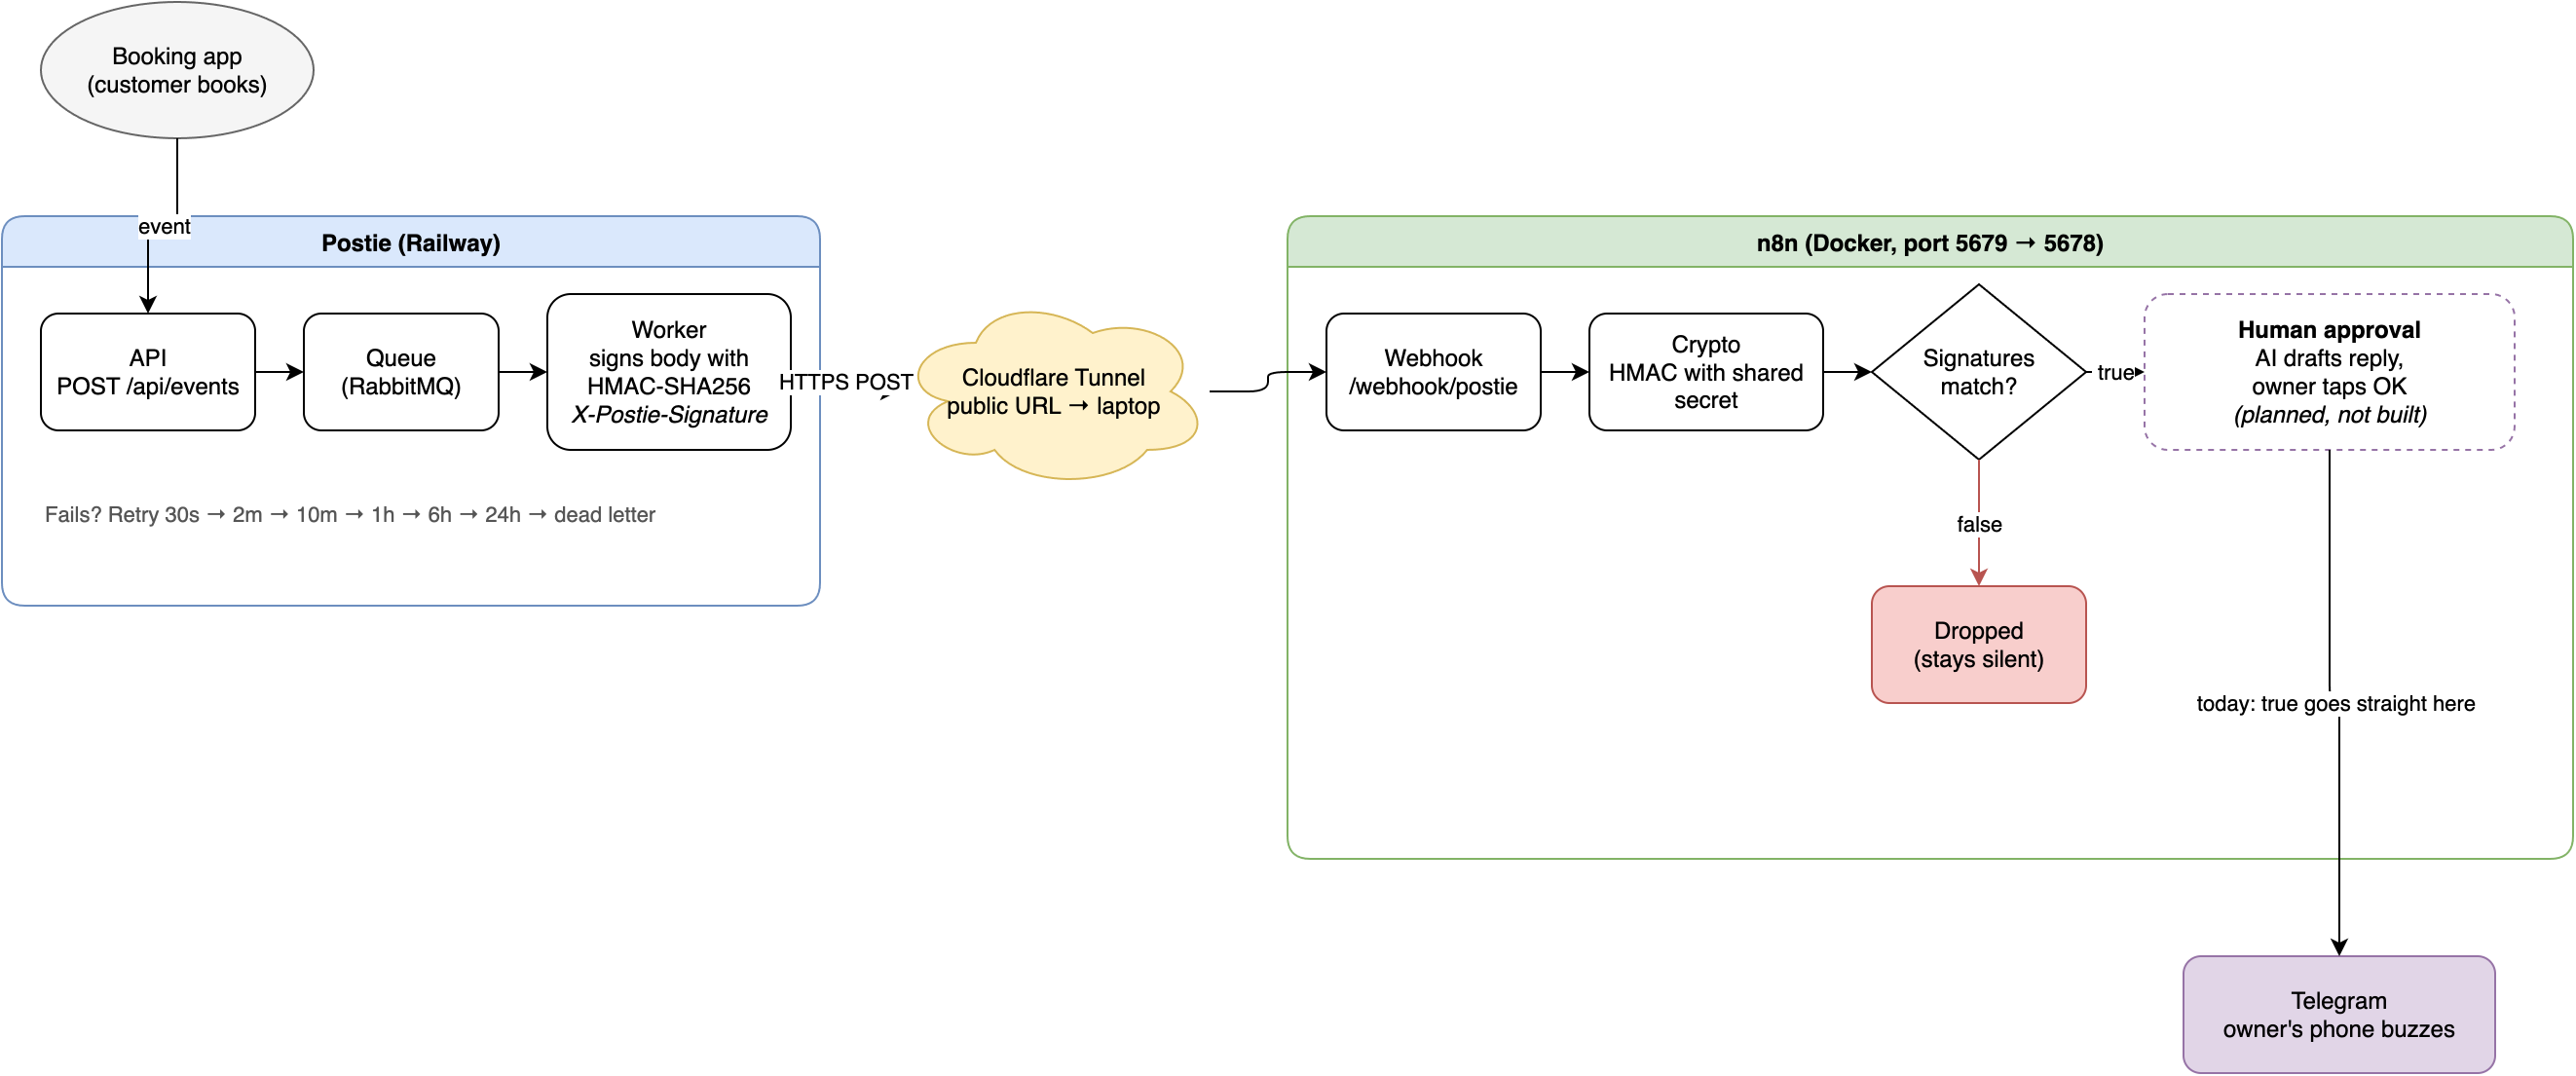 Booking app
(customer books)
event
Postie (Railway)
API
POST /api/events
Queue
(RabbitMQ)
Worker
signs body with
HMAC-SHA256
X-Postie-Signature
Fails? Retry 30s → 2m → 10m → 1h → 6h → 24h → dead letter
HTTPS POST
Cloudflare Tunnel
public URL → laptop
n8n (Docker, port 5679 → 5678)
Webhook
/webhook/postie
Crypto
HMAC with shared
secret
Signatures
match?
true
false
Dropped
(stays silent)
Human approval
AI drafts reply,
owner taps OK
(planned, not built)
today: true goes straight here
Telegram
owner's phone buzzes